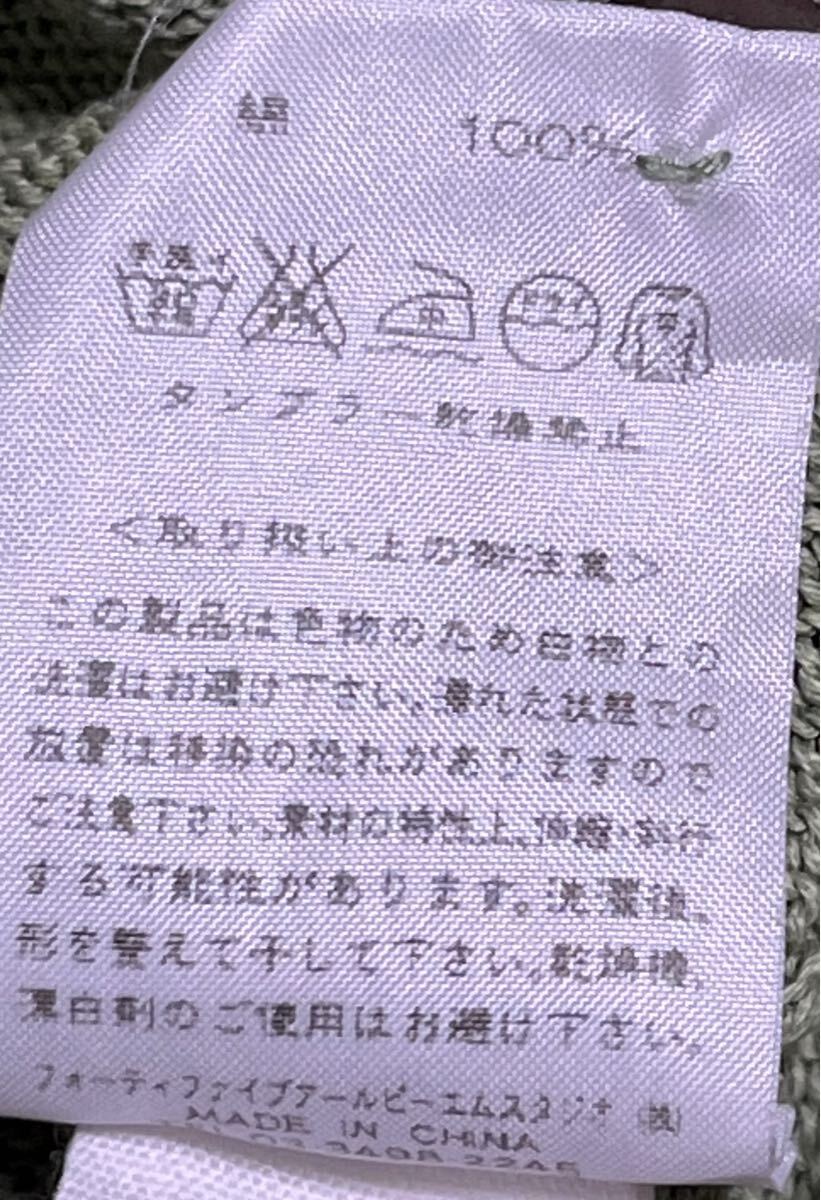 100%
手洗イ
中
ドライ
タンブラー乾燥禁止
<取り扱い上の御注意>
この製品は色物のため白物との
洗濯はお避け下さい。濡れた状態での
放置は移染の恐れがありますので
ご注意下さい。素材の特性上、・斜行
する可能性があります。洗濯後、
形を整えて干して下さい。乾燥機、
漂白剤のご使用はお避け下さい。
フォーティファイブアールピーエムスタジオ(株)
MADE IN CHINA